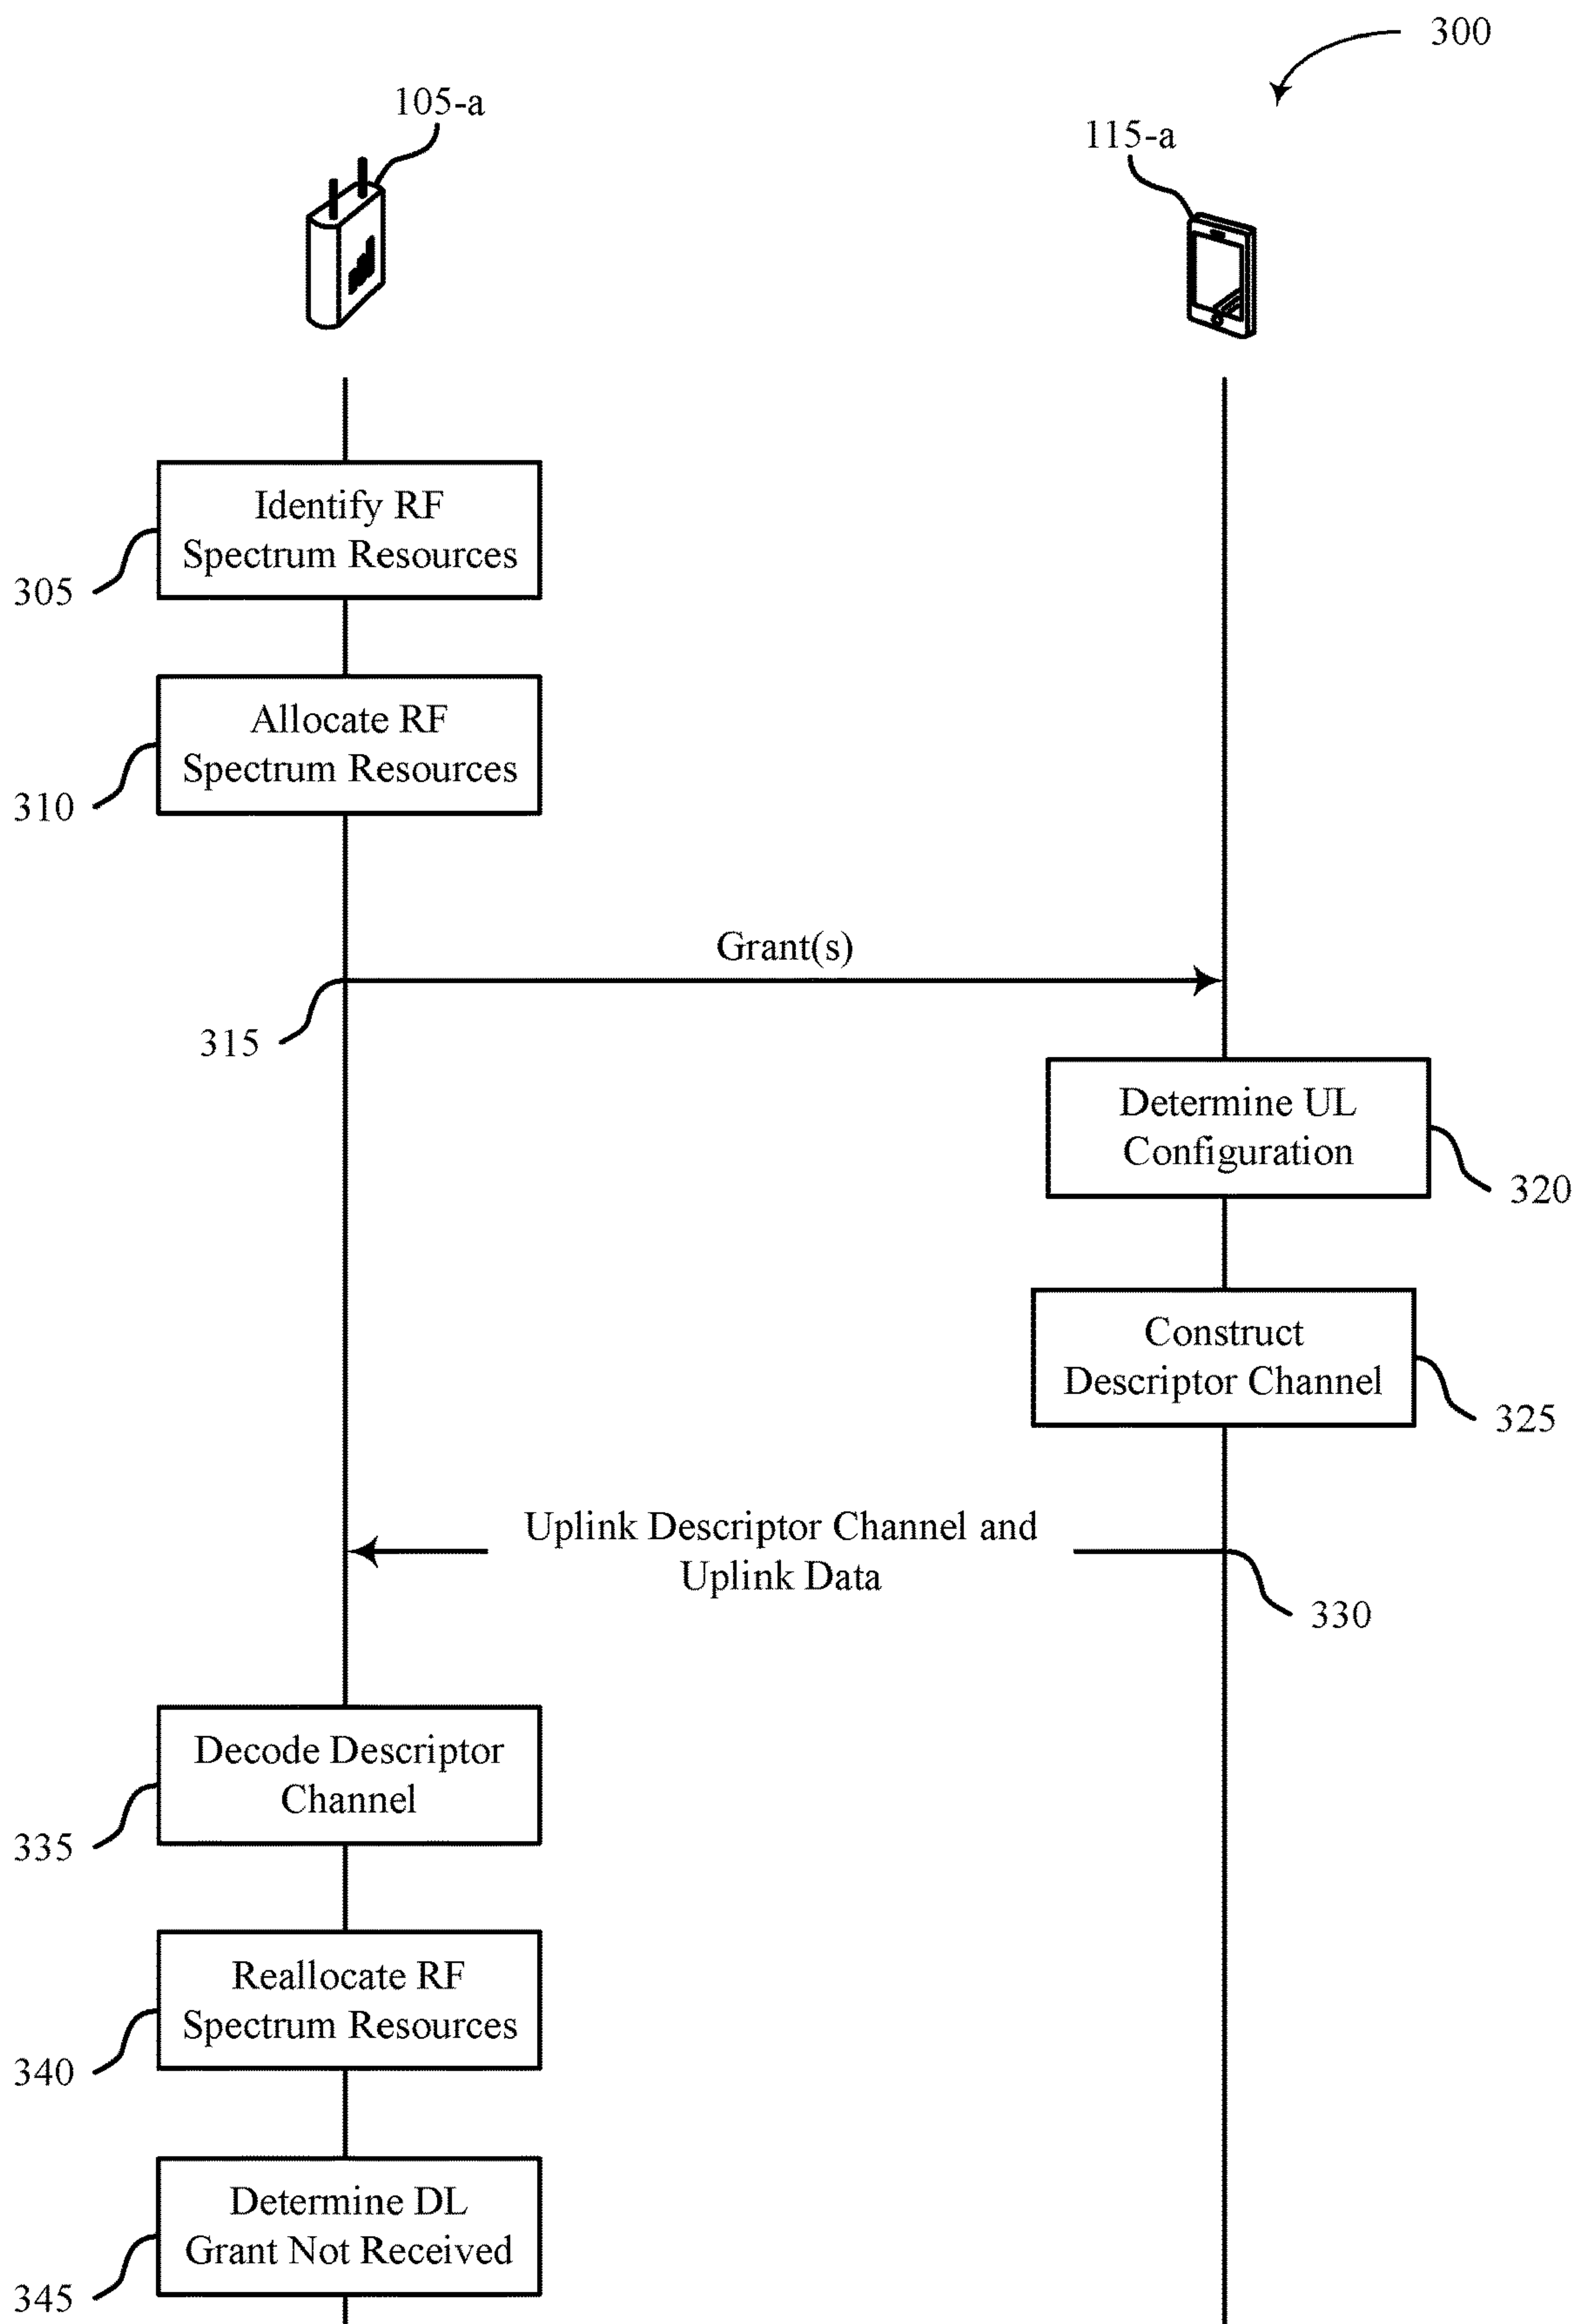 300
105-a
115-a
Identify RF
Spectrum Resources
305
Allocate RF
Spectrum Resources
310
Grant(s)
315
Determine UL
Configuration
320
Construct
Descriptor Channel
325
Uplink Descriptor Channel and
Uplink Data
330
Decode Descriptor
Channel
335
Reallocate RF
Spectrum Resources
340
Determine DL
Grant Not Received
345